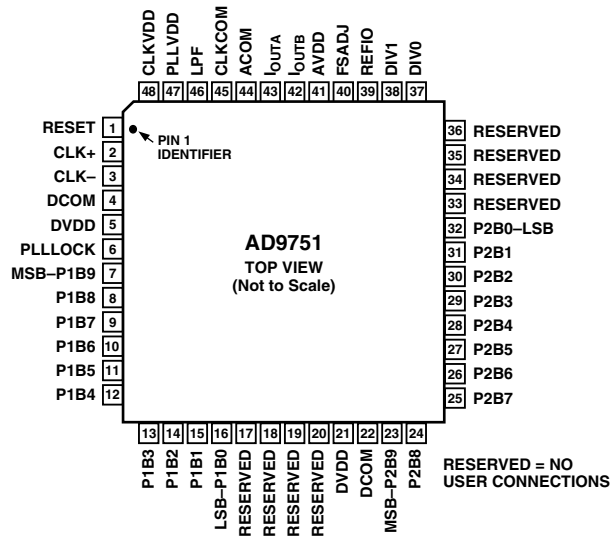 CLKVDD
PLLVDD
LPF
CLKCOM
ACOM
IOUTA
IOUTB
AVDD
FSADJ
REFIO
DIV1
DIV0
48 47 46 45 44 43 42 41 40 39 38 37
RESET 1
CLK+ 2
CLK– 3
DCOM 4
DVDD 5
PLLLOCK 6
MSB–P1B9 7
P1B8 8
P1B7 9
P1B6 10
P1B5 11
P1B4 12
PIN 1
IDENTIFIER
AD9751
TOP VIEW
(Not to Scale)
36 RESERVED
35 RESERVED
34 RESERVED
33 RESERVED
32 P2B0–LSB
31 P2B1
30 P2B2
29 P2B3
28 P2B4
27 P2B5
26 P2B6
25 P2B7
13 14 15 16 17 18 19 20 21 22 23 24
P1B3
P1B2
P1B1
LSB–P1B0
RESERVED
RESERVED
RESERVED
RESERVED
DVDD
DCOM
MSB–P2B9
P2B8
RESERVED = NO
USER CONNECTIONS